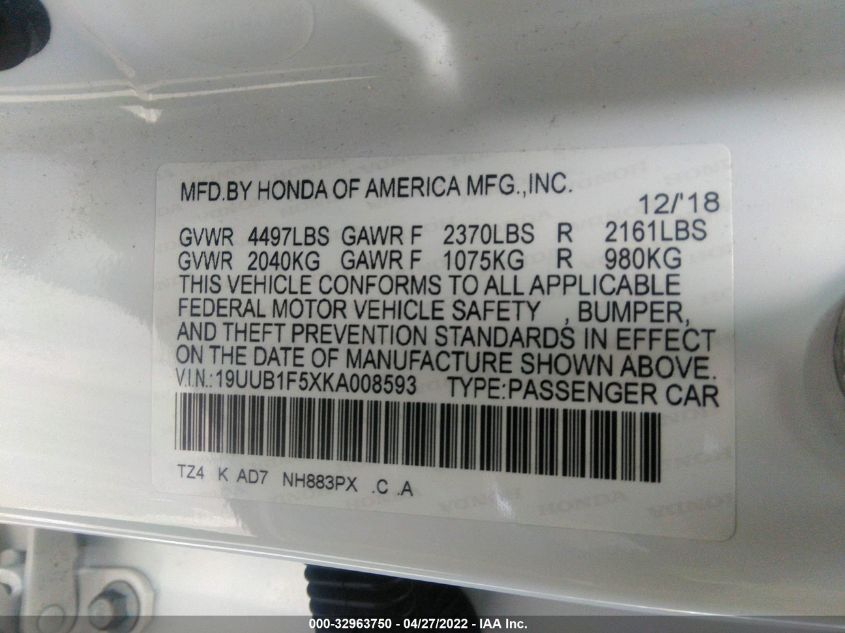 MFD.BY HONDA OF AMERICA MFG.,INC.
12/'18
GVWR 4497LBS GAWR F 2370LBS R 2161LBS
GVWR 2040KG GAWR F 1075KG R 980KG
THIS VEHICLE CONFORMS TO ALL APPLICABLE
FEDERAL MOTOR VEHICLE SAFETY , BUMPER,
AND THEFT PREVENTION STANDARDS IN EFFECT
ON THE DATE OF MANUFACTURE SHOWN ABOVE.
V.I.N.:19UUB1F5XKA008593 TYPE:PASSENGER CAR
TZ4 K AD7 NH883PX .C .A
HONDA
000-32963750 - 04/27/2022 - IAA Inc.